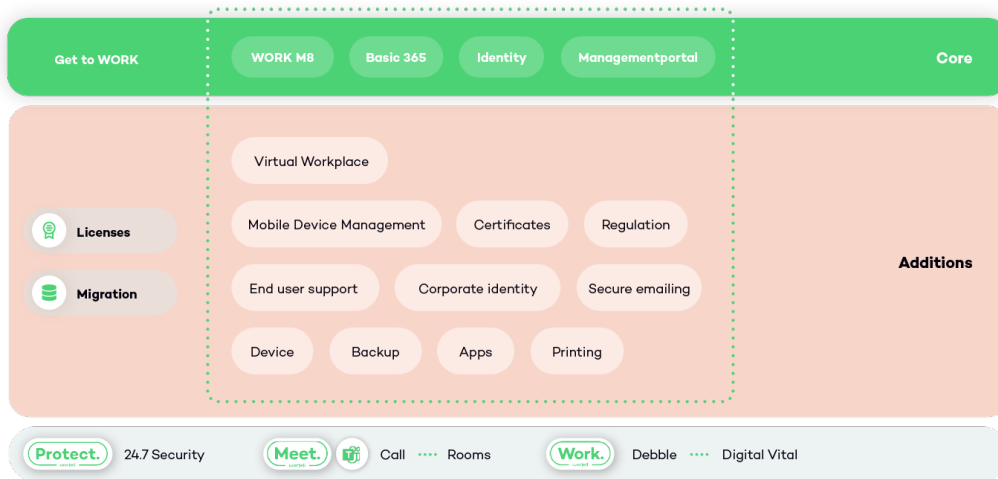 Get to WORK
WORK M8 Basic 365 Identity Managementportal
Core
Virtual Workplace
Mobile Device Management Certificates Regulation
Licenses
Additions
End user support Corporate identity Secure emailing
Migration
Device Backup Apps Printing
Protect. 24.7 Security Meet. Call Rooms Work. Debble Digital Vital